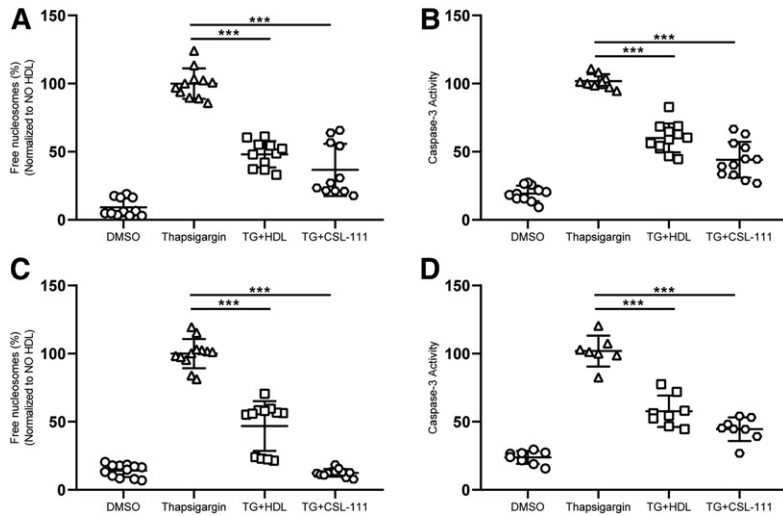 A
Free nucleosomes (%)
(Normalized to NO HDL)
150
100
50
0
***
***
DMSO Thapsigargin TG+HDL TG+CSL-111
B
Caspase-3 Activity
150
100
50
0
***
***
DMSO Thapsigargin TG+HDL TG+CSL-111
C
Free nucleosomes (%)
(Normalized to NO HDL)
150
100
50
0
***
***
DMSO Thapsigargin TG+HDL TG+CSL-111
D
Caspase-3 Activity
150
100
50
0
***
***
DMSO Thapsigargin TG+HDL TG+CSL-111